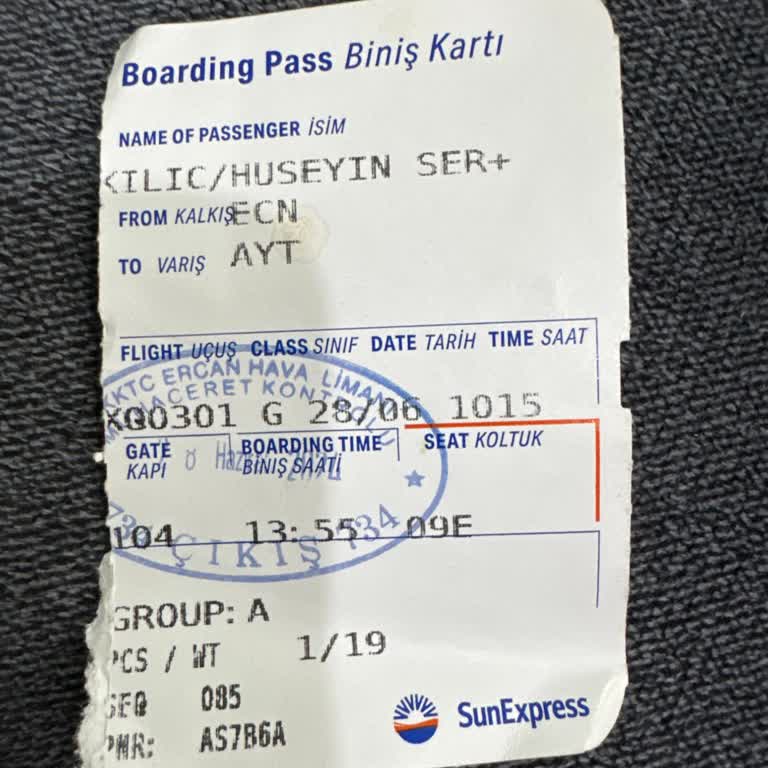 Boarding Pass Biniş Kartı
NAME OF PASSENGER İSİM
KILIC/HUSEYIN SER+
FROM KALKIŞ ECN
TO VARIŞ AYT
FLIGHT UÇUŞ CLASS SINIF DATE TARİH TIME SAAT
KKTC ERCAN HAVA LİMANI
MUHACERET KONTROLU
XQ0301 G 28/06 1015
GATE BOARDING TIME SEAT KOLTUK
KAPI BİNİŞ SAATİ
104 13:55 09E
ÇIKIŞ 734
GROUP: A
PCS / WT 1/19
SEQ 085
PNR: AS7B6A
SunExpress